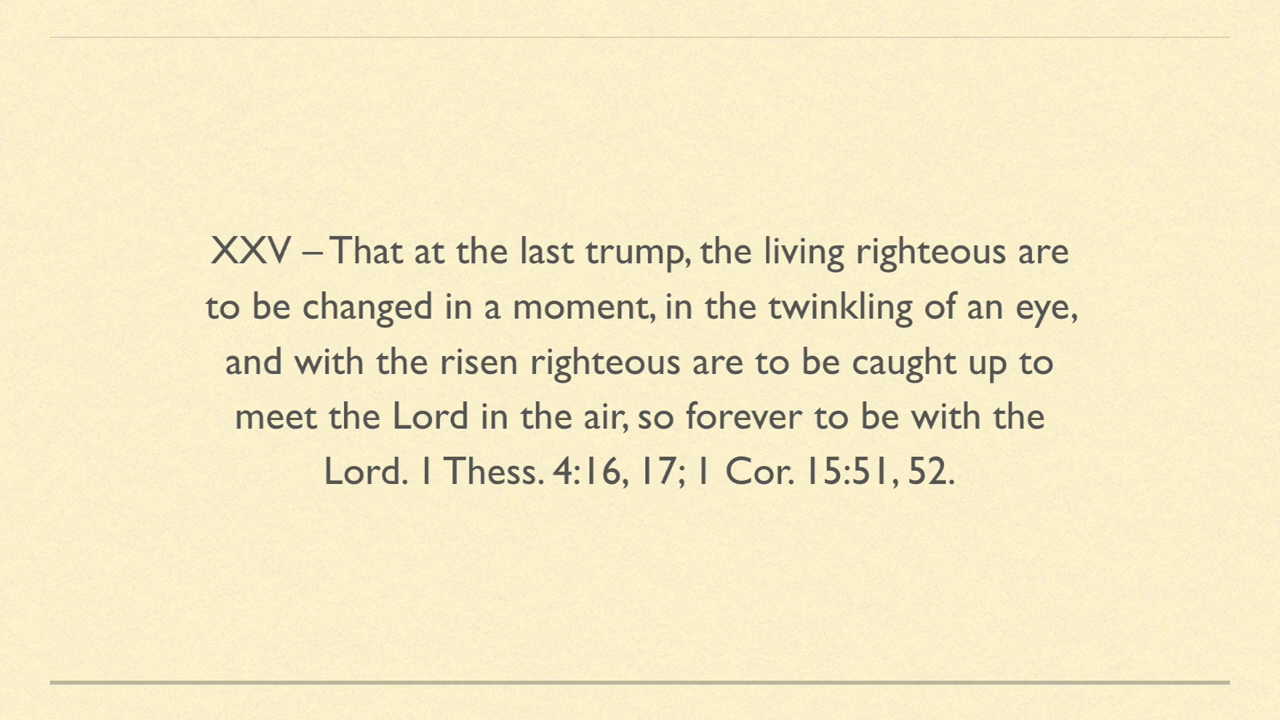 XXV – That at the last trump, the living righteous are
to be changed in a moment, in the twinkling of an eye,
and with the risen righteous are to be caught up to
meet the Lord in the air, so forever to be with the
Lord. 1 Thess. 4:16, 17; 1 Cor. 15:51, 52.